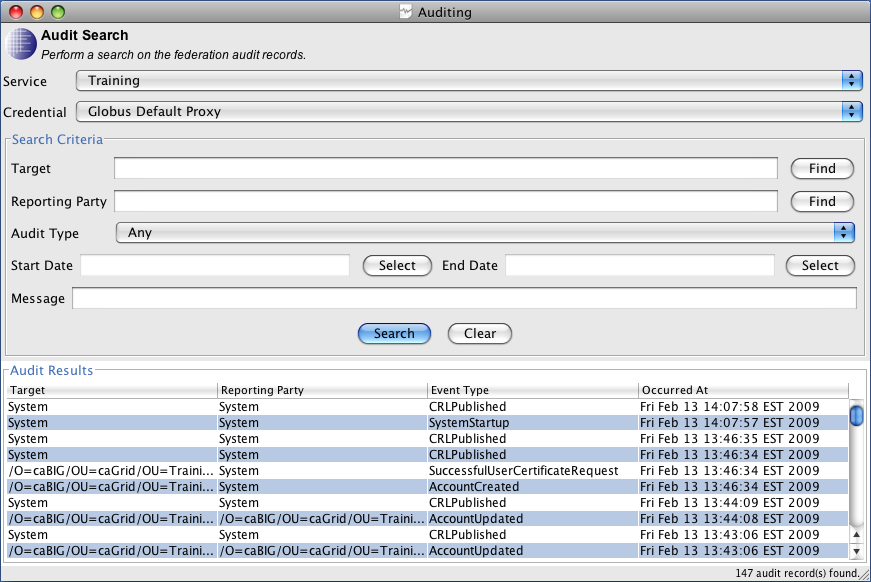 Auditing
Audit Search
Perform a search on the federation audit records.
Service Training
Credential Globus Default Proxy
Search Criteria
Target Find
Reporting Party Find
Audit Type Any
Start Date Select End Date Select
Message
Search Clear
Audit Results
Target Reporting Party Event Type Occurred At
System System CRLPublished Fri Feb 13 14:07:58 EST 2009
System System SystemStartup Fri Feb 13 14:07:57 EST 2009
System System CRLPublished Fri Feb 13 13:46:35 EST 2009
System System CRLPublished Fri Feb 13 13:46:34 EST 2009
/O=caBIG/OU=caGrid/OU=Traini... System SuccessfulUserCertificateRequest Fri Feb 13 13:46:34 EST 2009
/O=caBIG/OU=caGrid/OU=Traini... System AccountCreated Fri Feb 13 13:46:34 EST 2009
System System CRLPublished Fri Feb 13 13:44:09 EST 2009
/O=caBIG/OU=caGrid/OU=Traini... /O=caBIG/OU=caGrid/OU=Traini... AccountUpdated Fri Feb 13 13:44:08 EST 2009
System System CRLPublished Fri Feb 13 13:43:06 EST 2009
/O=caBIG/OU=caGrid/OU=Traini... /O=caBIG/OU=caGrid/OU=Traini... AccountUpdated Fri Feb 13 13:43:06 EST 2009
147 audit record(s) found.